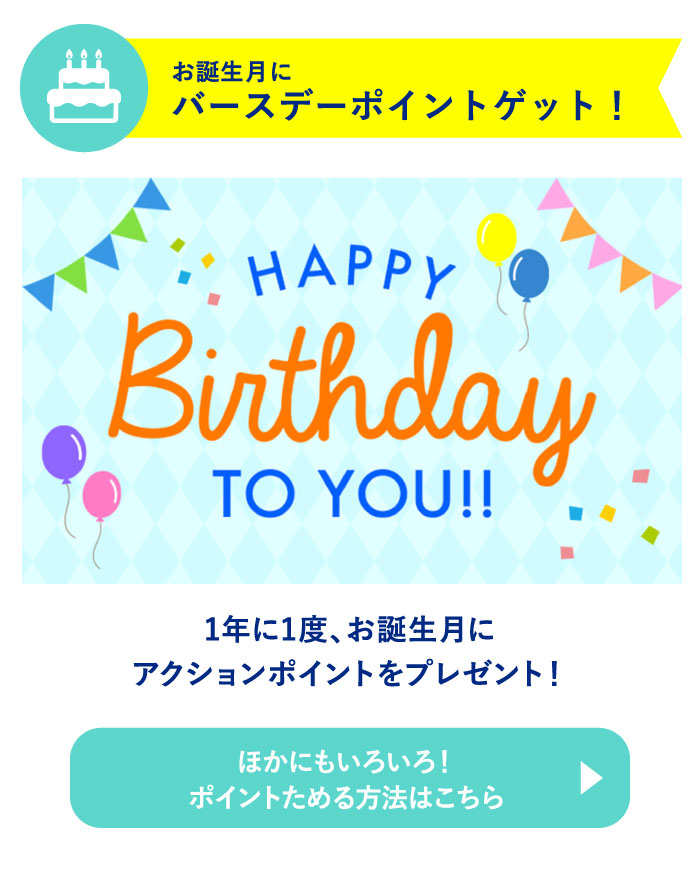 お誕生月に
バースデーポイントゲット！
HAPPY
Birthday
TO YOU!!
1年に1度、お誕生月に
アクションポイントをプレゼント！
ほかにもいろいろ！
ポイントためる方法はこちら